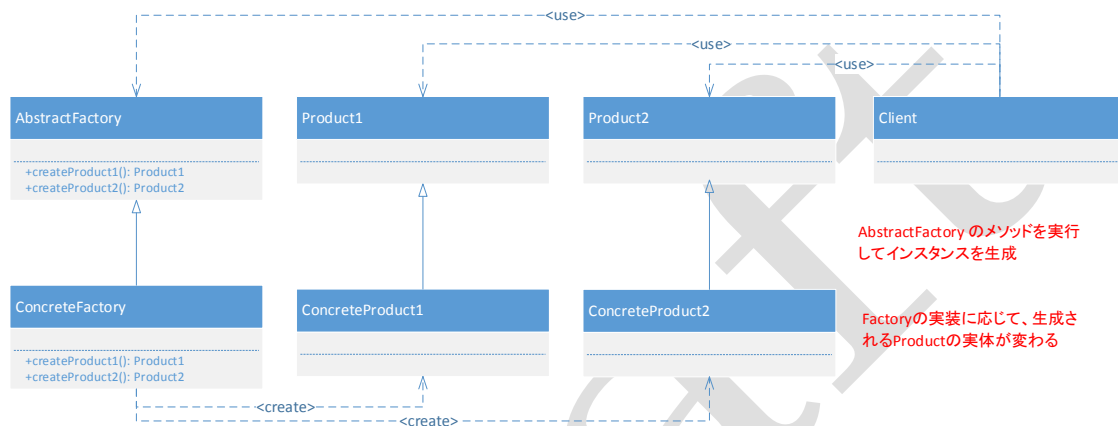 <use>
<use>
<use>
AbstractFactory
Product1
Product2
Client
+createProduct1(): Product1
+createProduct2(): Product2
AbstractFactory のメソッドを実行
してインスタンスを生成
ConcreteFactory
ConcreteProduct1
ConcreteProduct2
Factoryの実装に応じて、生成さ
れるProductの実体が変わる
+createProduct1(): Product1
+createProduct2(): Product2
<create>
<create>